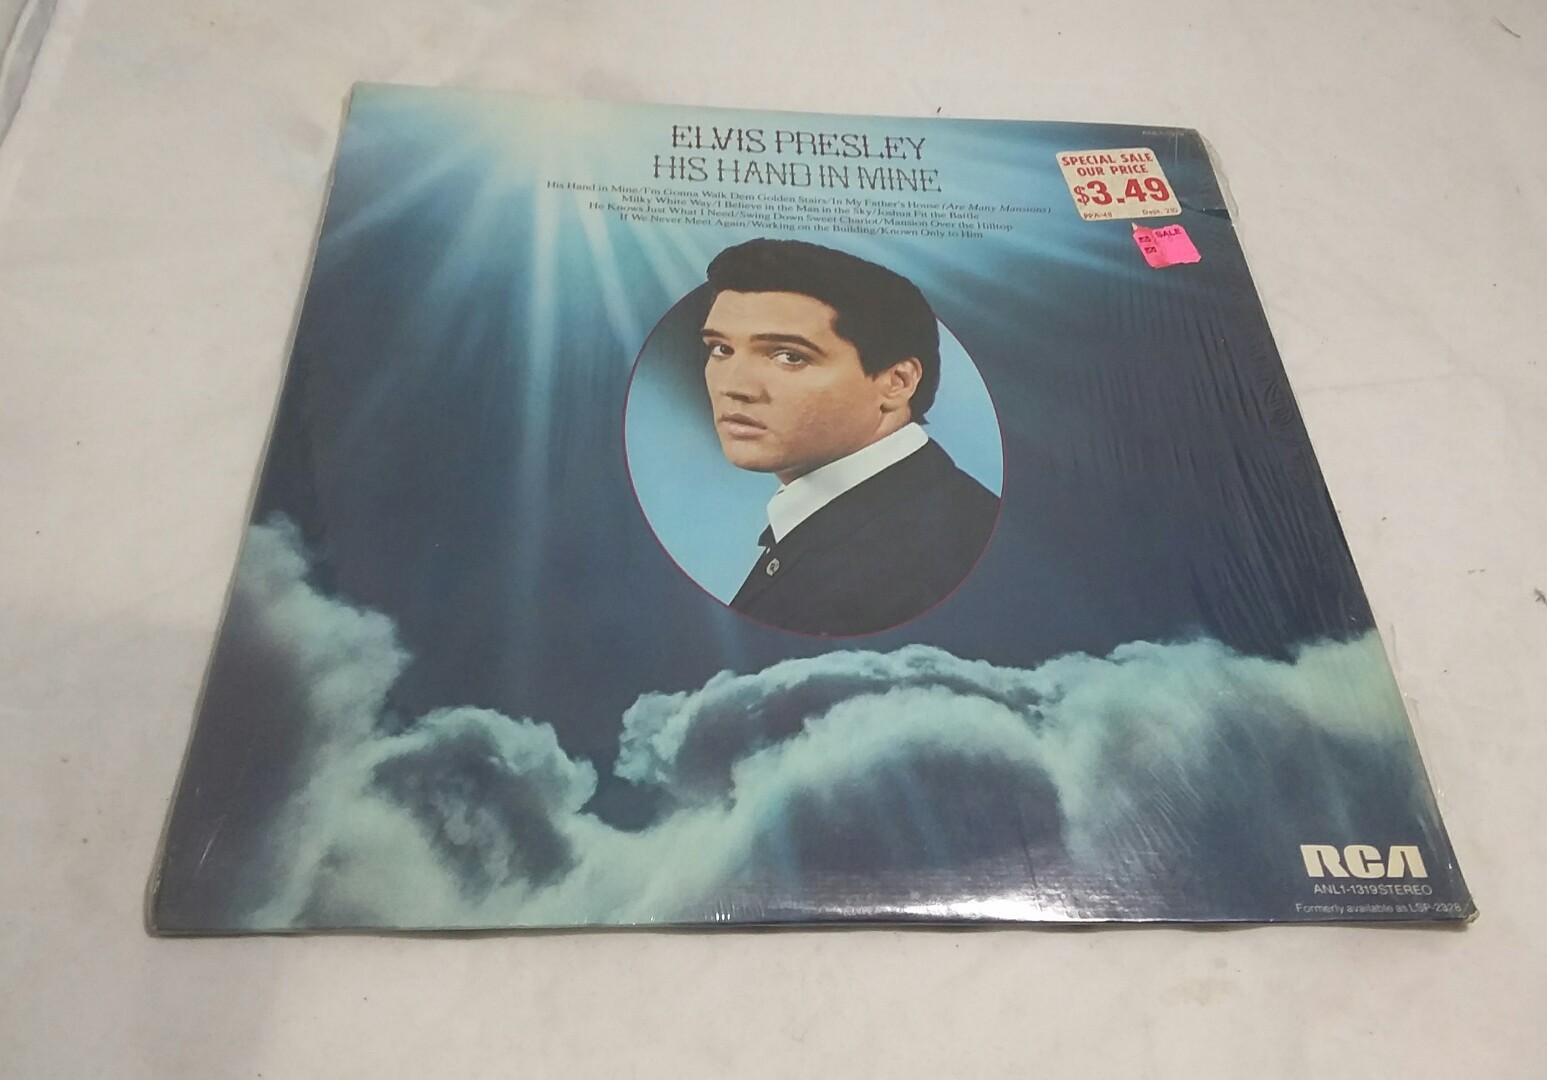 ELVIS PRESLEY
HIS HAND IN MINE
His Hand in Mine/I'm Gonna Walk Dem Golden Stairs/In My Father's House (Are Many Mansions)
Milky White Way/I Believe in the Man in the Sky/Joshua Fit the Battle
He Knows Just What I Need/Swing Down Sweet Chariot/Mansion Over the Hilltop
If We Never Meet Again/Working on the Building/Known Only to Him
SPECIAL SALE
OUR PRICE
$3.49
Dept. 210
SALE
RCA
ANL1-1319 STEREO
Formerly available as LSP-2328